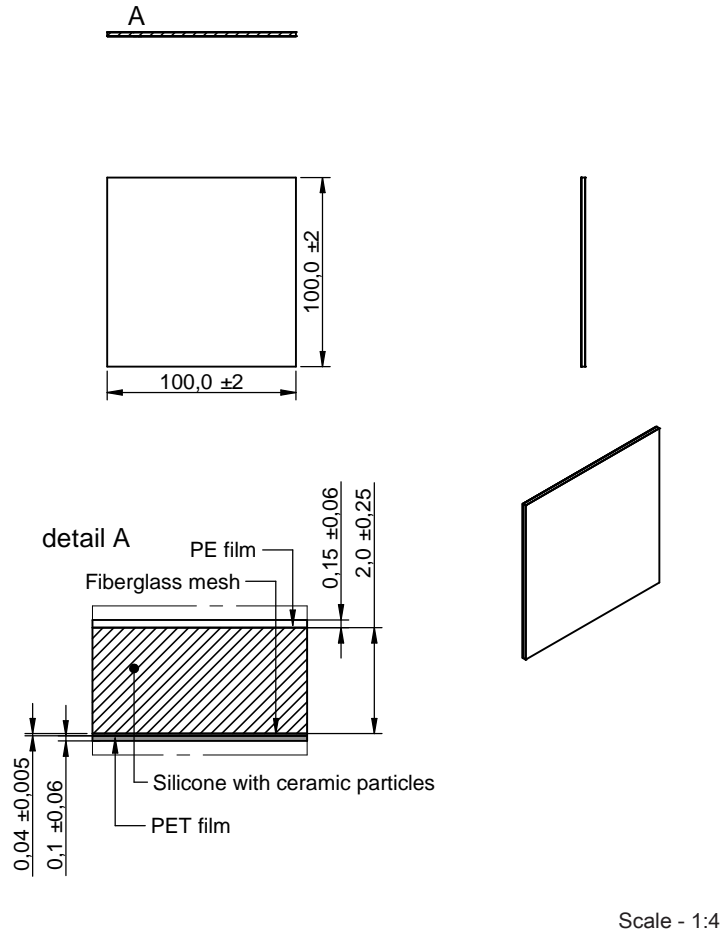 A
100,0 ±2
100,0 ±2
detail A
PE film
Fiberglass mesh
0,15 ±0,06
2,0 ±0,25
0,04 ±0,005
0,1 ±0,06
Silicone with ceramic particles
PET film
Scale - 1:4